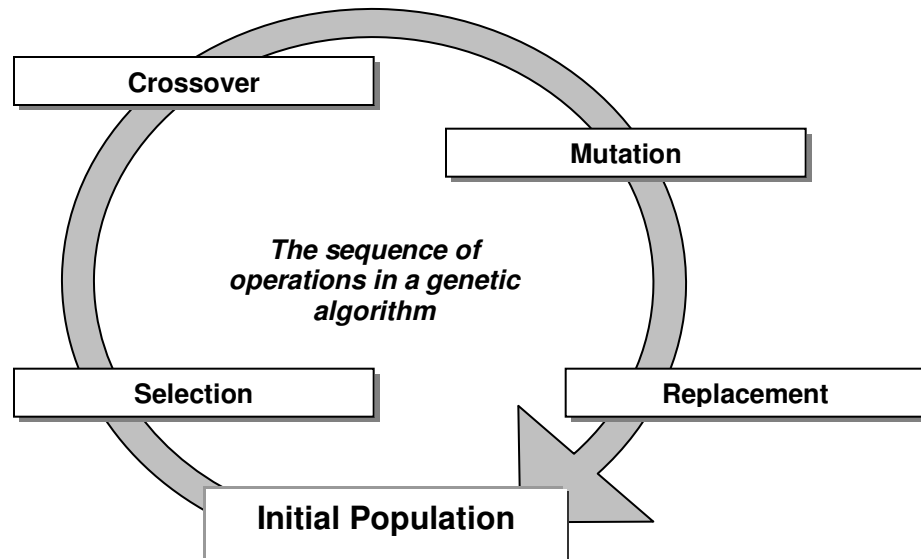 Crossover
Mutation
The sequence of
operations in a genetic
algorithm
Selection
Replacement
Initial Population